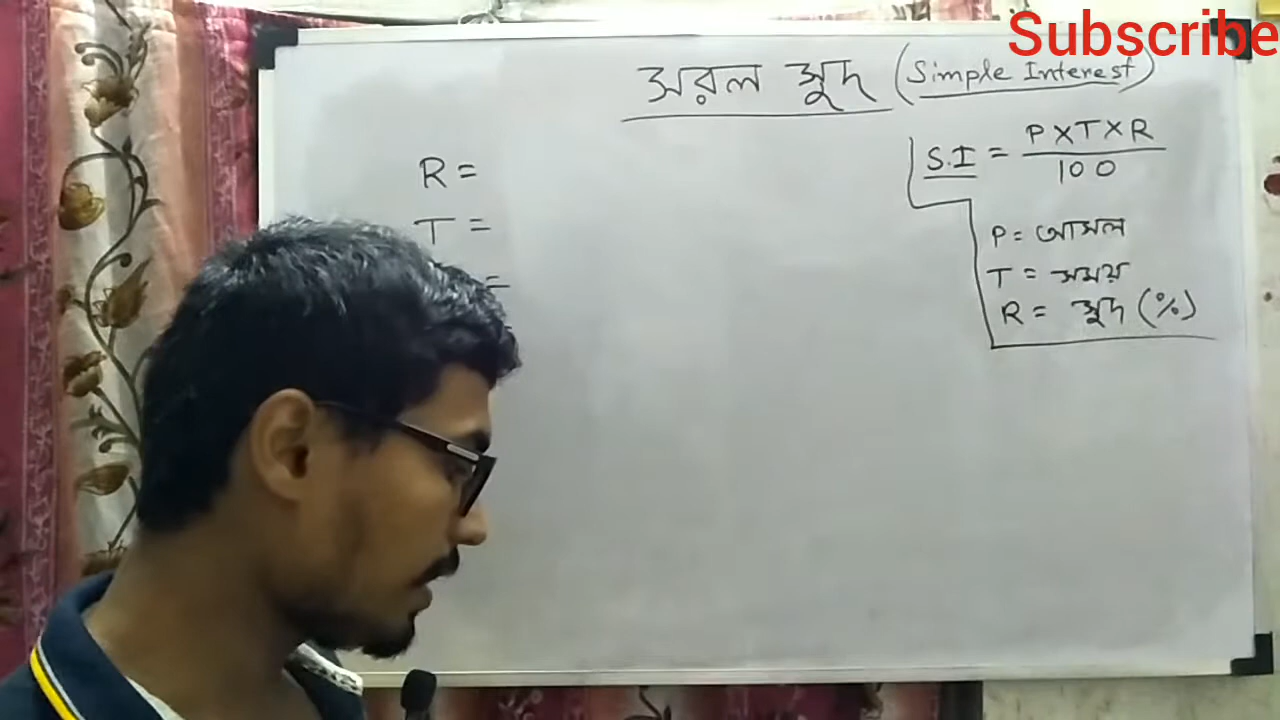 Subscribe
সরল সুদ (Simple Interest)
S.I = P×T×R / 100
P = আসল
T = সময়
R = সুদ (%)
R =
T =
=